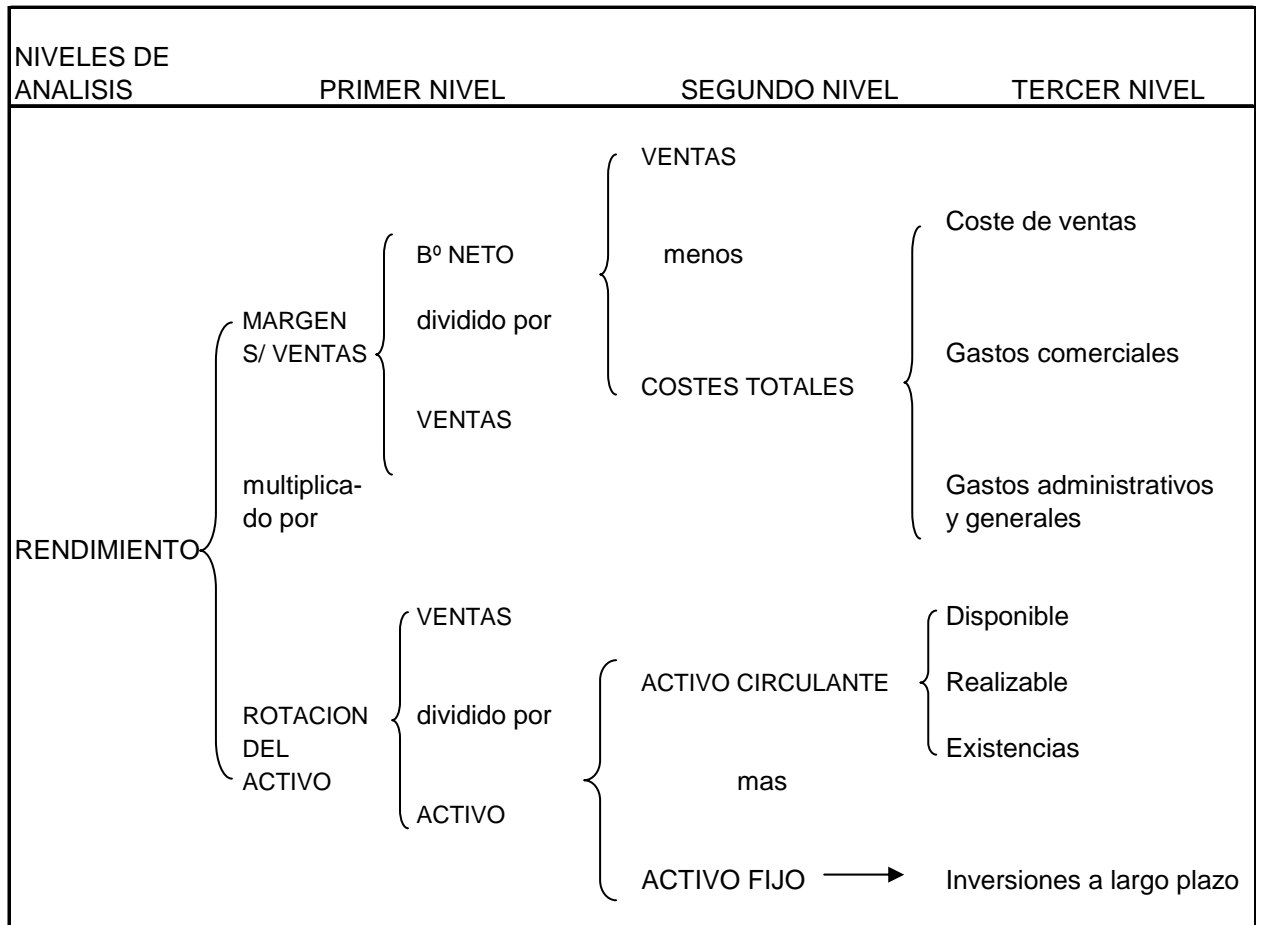 NIVELES DE
ANALISIS PRIMER NIVEL SEGUNDO NIVEL TERCER NIVEL
VENTAS
Coste de ventas
Bº NETO menos
MARGEN dividido por
S/ VENTAS Gastos comerciales
COSTES TOTALES
VENTAS
multiplica- Gastos administrativos
do por y generales
RENDIMIENTO
VENTAS Disponible
ACTIVO CIRCULANTE Realizable
ROTACION dividido por
DEL Existencias
ACTIVO mas
ACTIVO
ACTIVO FIJO Inversiones a largo plazo